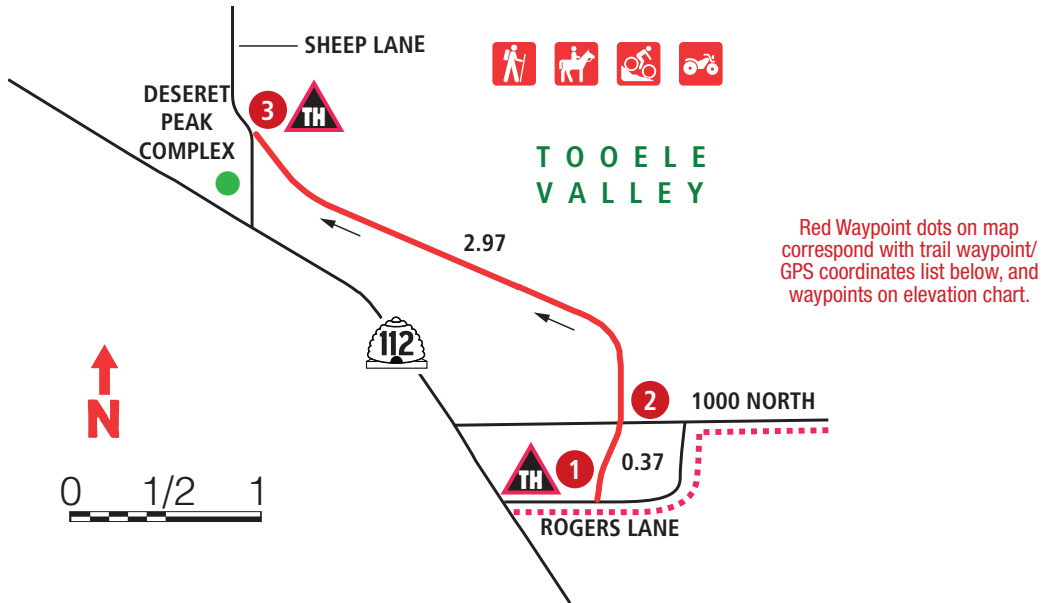 SHEEP LANE
DESERET
PEAK
COMPLEX
3
TH
TOOELE
VALLEY
2.97
Red Waypoint dots on map
correspond with trail waypoint/
GPS coordinates list below, and
waypoints on elevation chart.
112
N
2
1000 NORTH
TH
1
0.37
0 1/2 1
ROGERS LANE